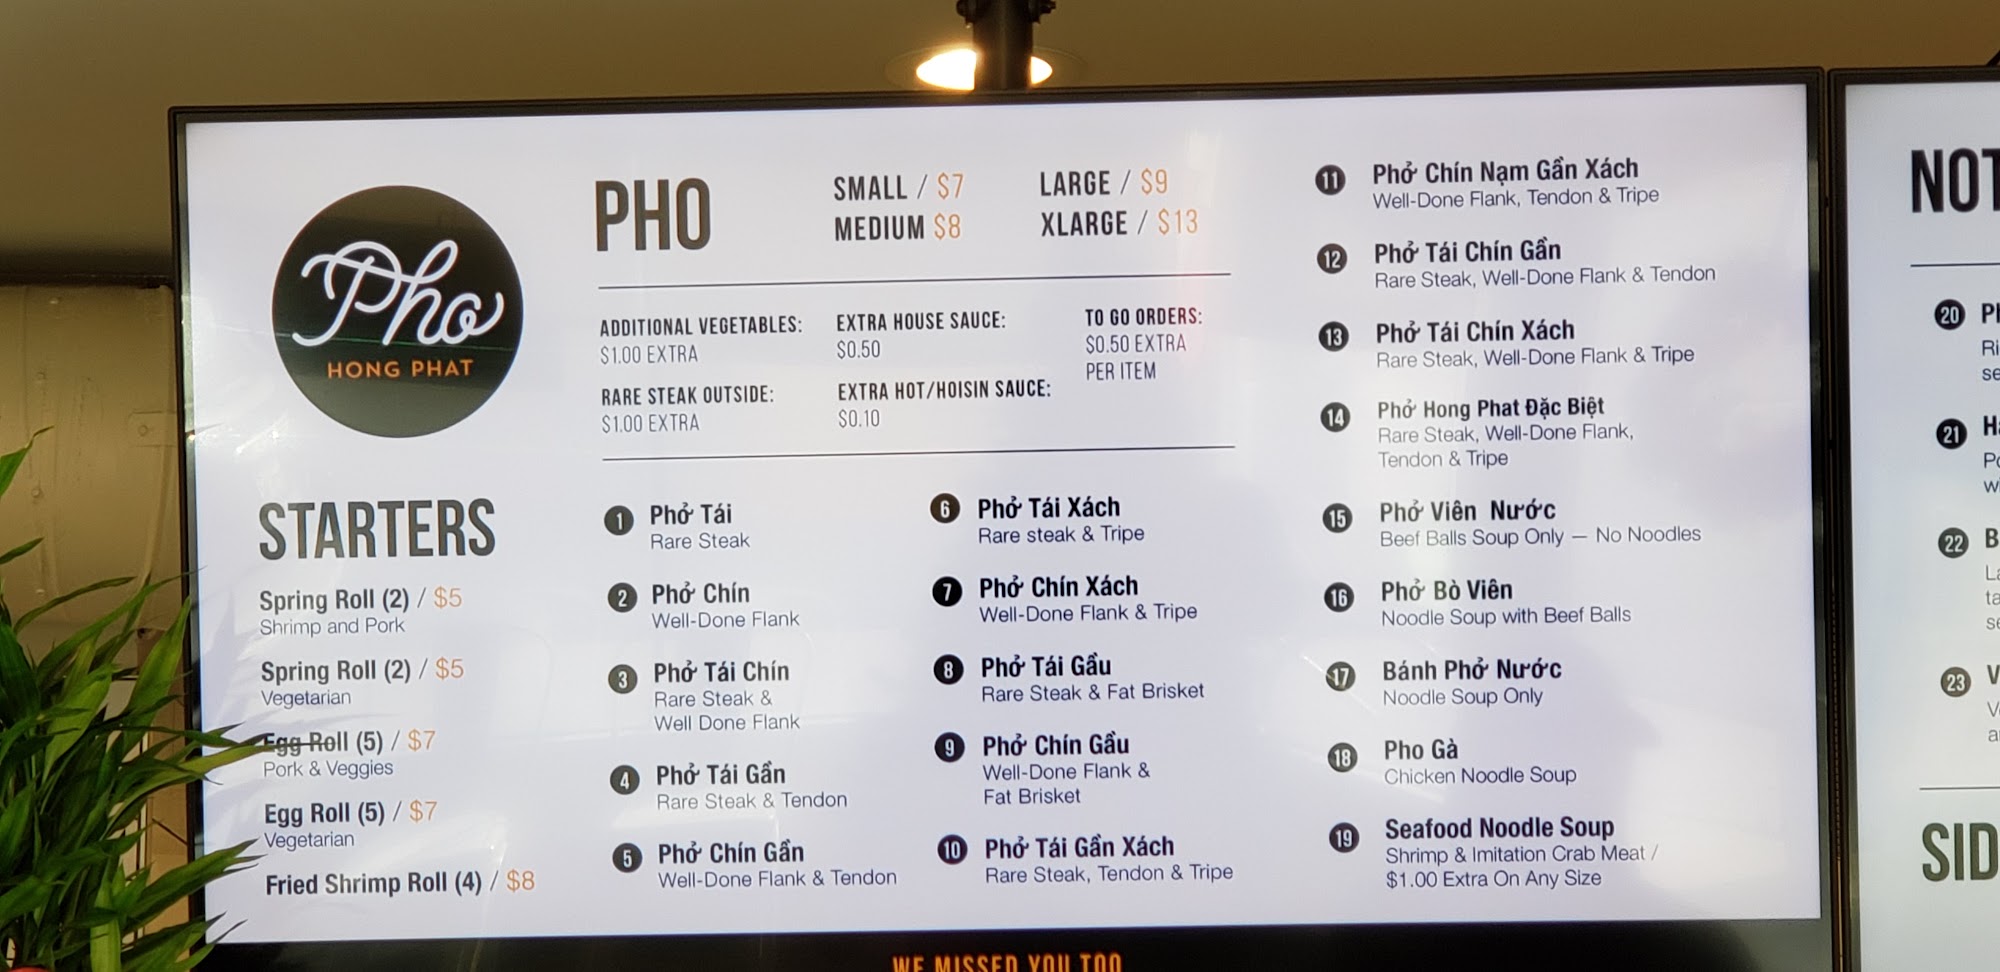 Pho
HONG PHAT
STARTERS
Spring Roll (2) / $5
Shrimp and Pork
Spring Roll (2) / $5
Vegetarian
Egg Roll (5) / $7
Pork & Veggies
Egg Roll (5) / $7
Vegetarian
Fried Shrimp Roll (4) / $8
PHO
SMALL / $7
MEDIUM $8
LARGE / $9
XLARGE / $13
ADDITIONAL VEGETABLES:
$1.00 EXTRA
RARE STEAK OUTSIDE:
$1.00 EXTRA
EXTRA HOUSE SAUCE:
$0.50
EXTRA HOT/HOISIN SAUCE:
$0.10
TO GO ORDERS:
$0.50 EXTRA
PER ITEM
1 Phở Tái
Rare Steak
2 Phở Chín
Well-Done Flank
3 Phở Tái Chín
Rare Steak &
Well Done Flank
4 Phở Tái Gần
Rare Steak & Tendon
5 Phở Chín Gần
Well-Done Flank & Tendon
6 Phở Tái Xách
Rare steak & Tripe
7 Phở Chín Xách
Well-Done Flank & Tripe
8 Phở Tái Gầu
Rare Steak & Fat Brisket
9 Phở Chín Gầu
Well-Done Flank &
Fat Brisket
10 Phở Tái Gần Xách
Rare Steak, Tendon & Tripe
11 Phở Chín Nạm Gần Xách
Well-Done Flank, Tendon & Tripe
12 Phở Tái Chín Gần
Rare Steak, Well-Done Flank & Tendon
13 Phở Tái Chín Xách
Rare Steak, Well-Done Flank & Tripe
14 Phở Hong Phat Đặc Biệt
Rare Steak, Well-Done Flank,
Tendon & Tripe
15 Phở Viên Nước
Beef Balls Soup Only — No Noodles
16 Phở Bò Viên
Noodle Soup with Beef Balls
17 Bánh Phở Nước
Noodle Soup Only
18 Pho Gà
Chicken Noodle Soup
19 Seafood Noodle Soup
Shrimp & Imitation Crab Meat /
$1.00 Extra On Any Size
WE MISSED YOU TOO
20
21
22
23